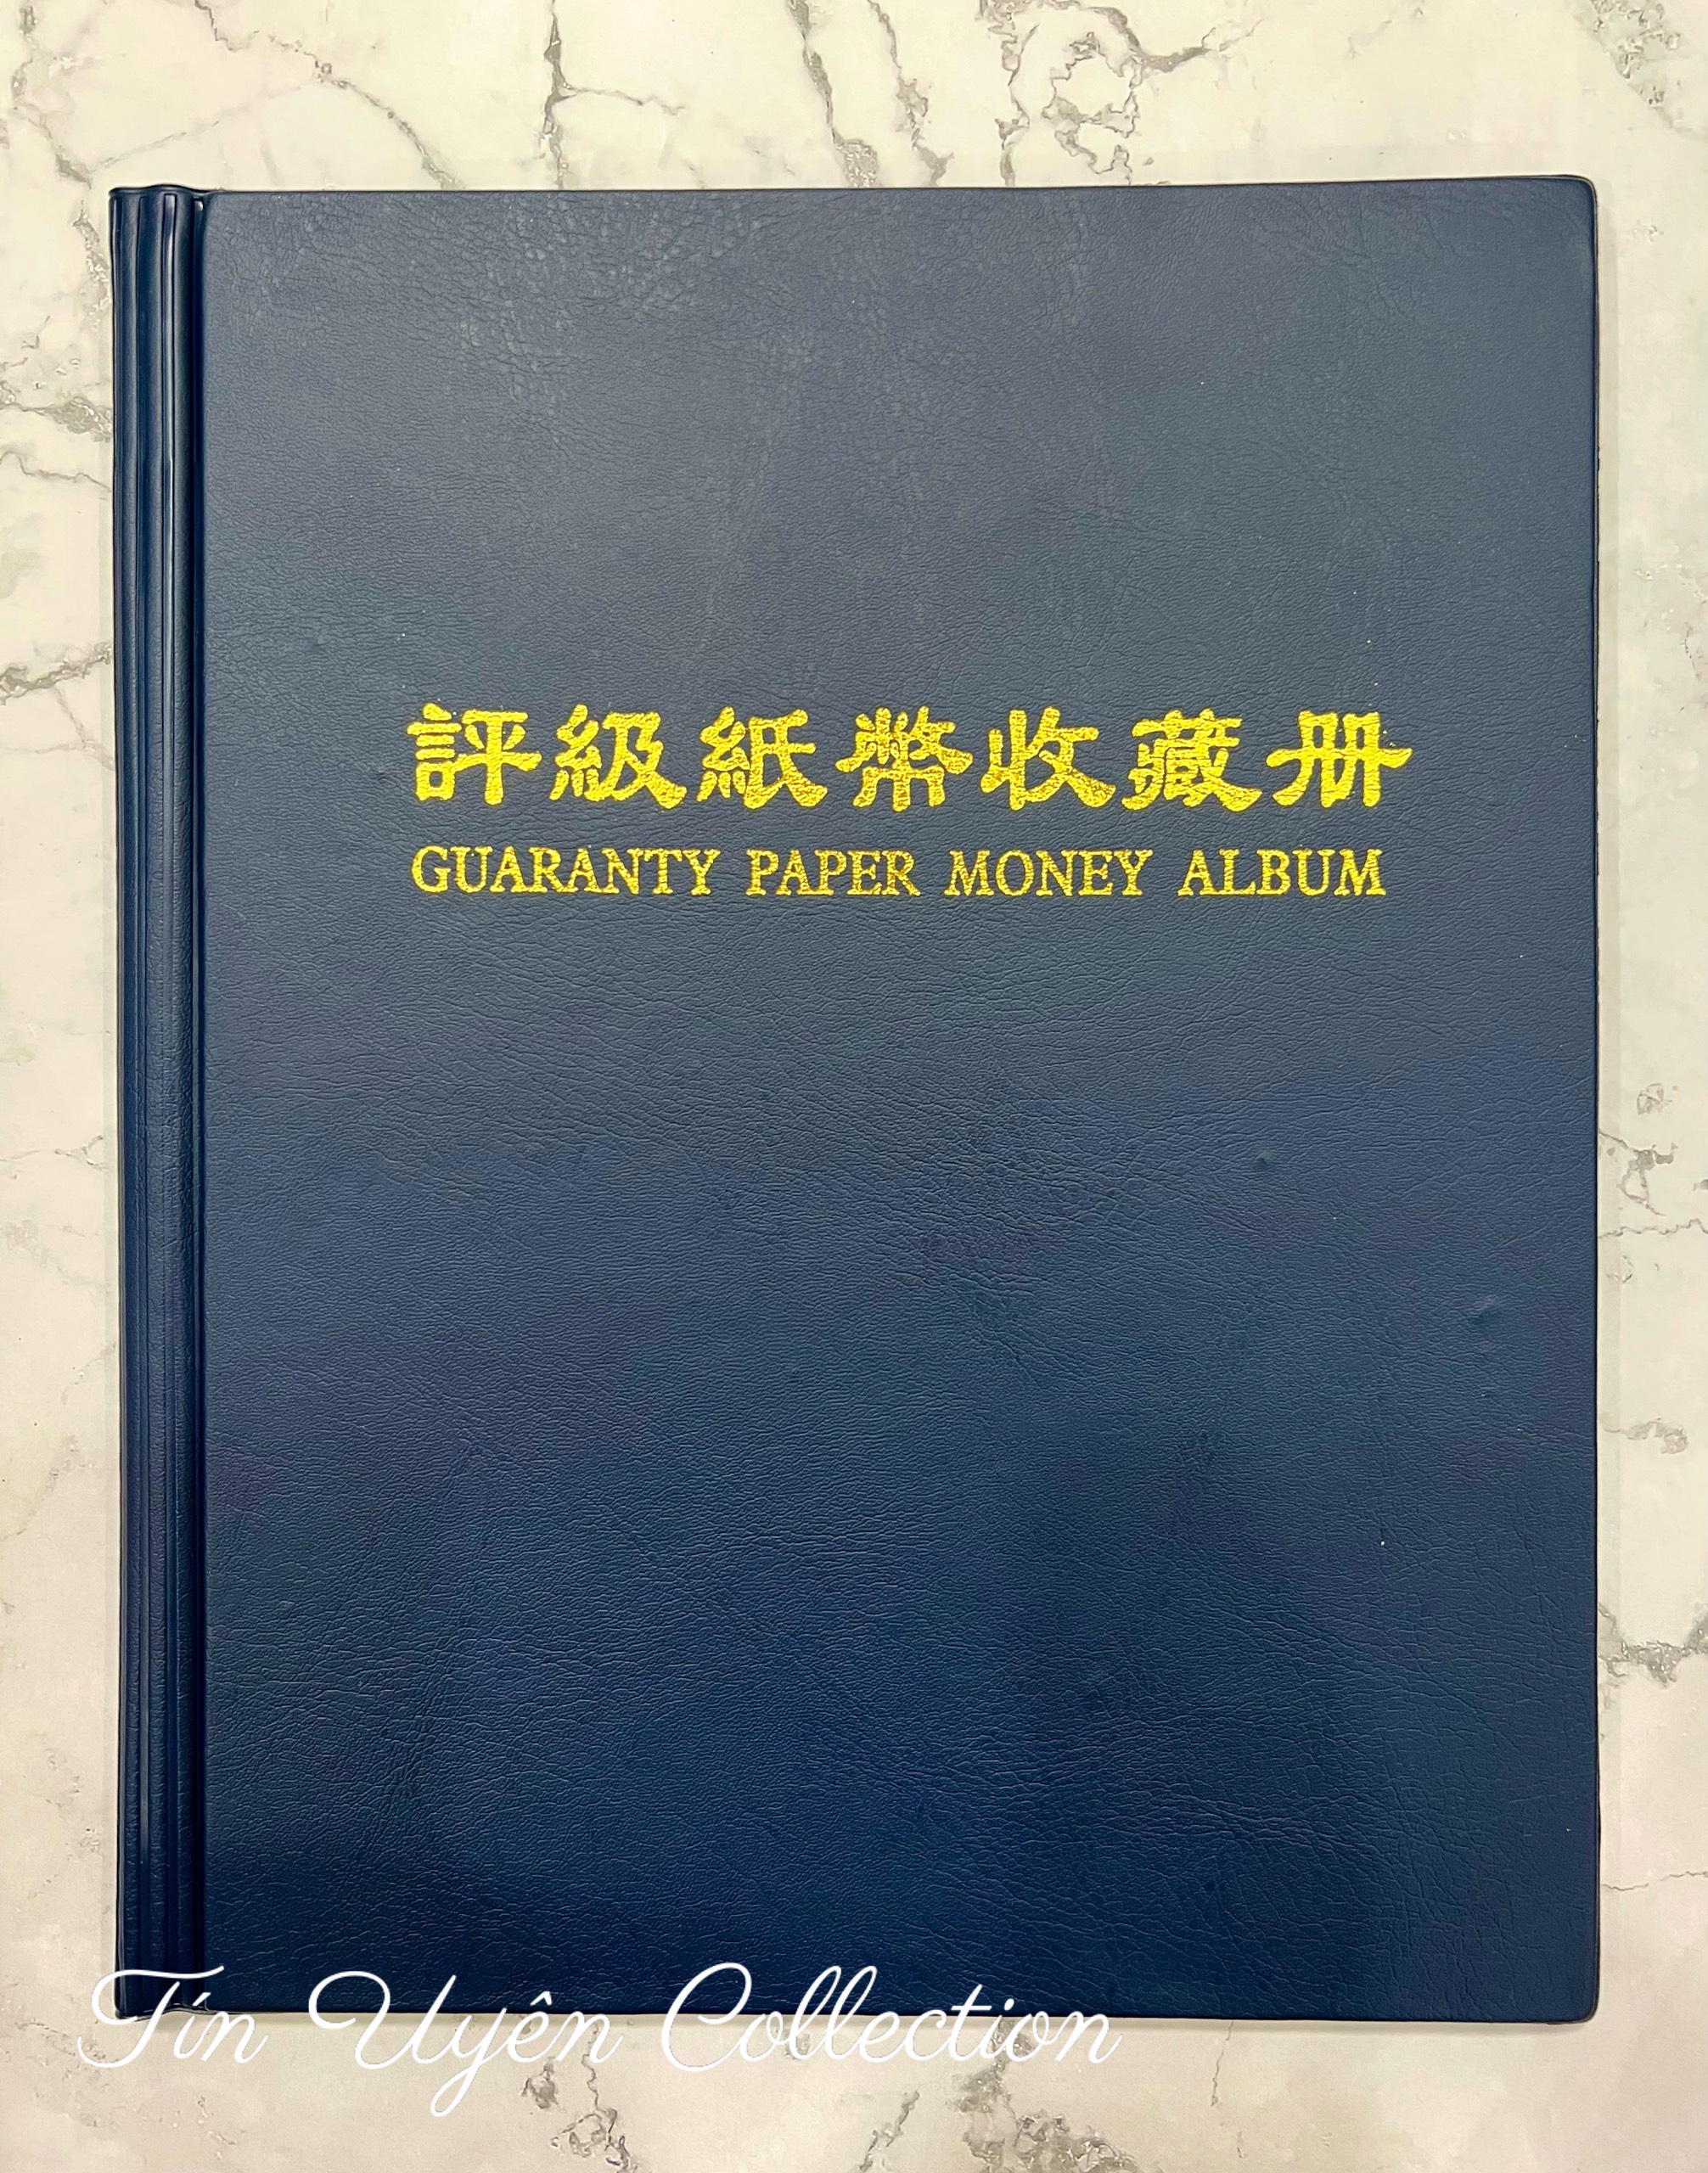 評級紙幣收藏册
GUARANTY PAPER MONEY ALBUM
Tín Uyên Collection